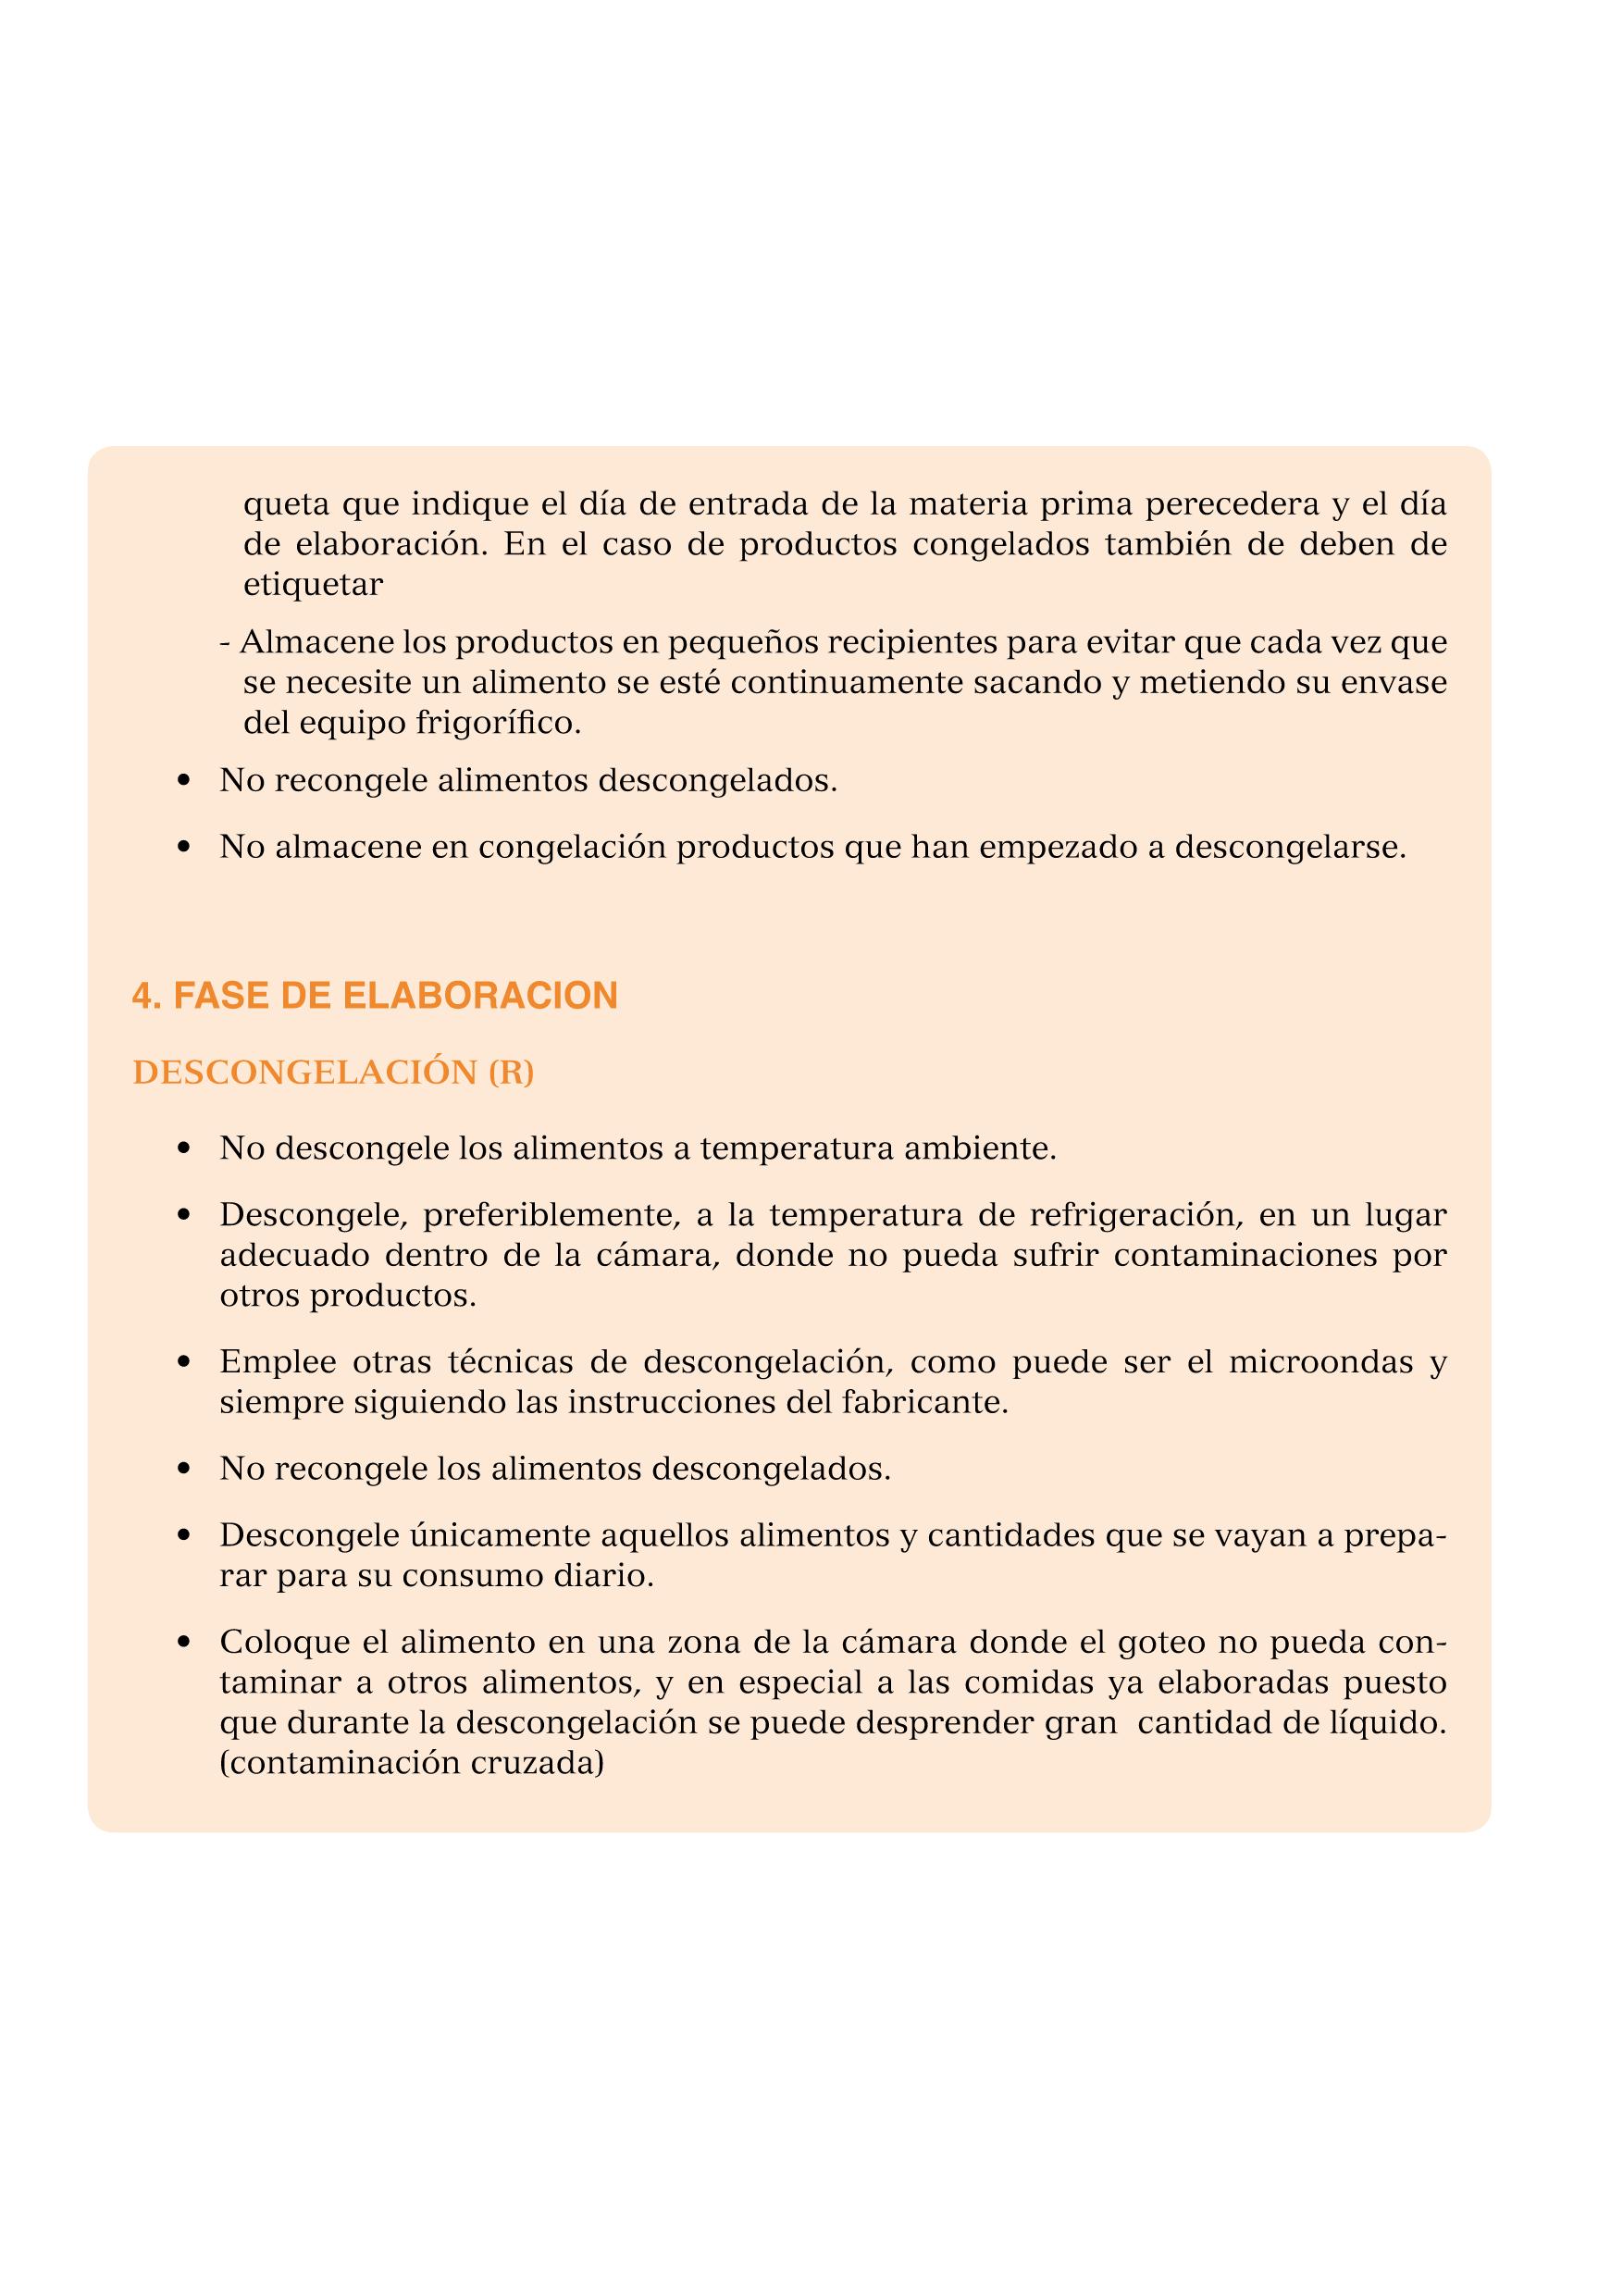 queta que indique el día de entrada de la materia prima perecedera y el día
de elaboración. En el caso de productos congelados también de deben de
etiquetar
- Almacene los productos en pequeños recipientes para evitar que cada vez que
se necesite un alimento se esté continuamente sacando y metiendo su envase
del equipo frigorífico.
• No recongele alimentos descongelados.
• No almacene en congelación productos que han empezado a descongelarse.
4. FASE DE ELABORACION
DESCONGELACIÓN (R)
• No descongele los alimentos a temperatura ambiente.
• Descongele, preferiblemente, a la temperatura de refrigeración, en un lugar
adecuado dentro de la cámara, donde no pueda sufrir contaminaciones por
otros productos.
• Emplee otras técnicas de descongelación, como puede ser el microondas y
siempre siguiendo las instrucciones del fabricante.
• No recongele los alimentos descongelados.
• Descongele únicamente aquellos alimentos y cantidades que se vayan a prepa-
rar para su consumo diario.
• Coloque el alimento en una zona de la cámara donde el goteo no pueda con-
taminar a otros alimentos, y en especial a las comidas ya elaboradas puesto
que durante la descongelación se puede desprender gran  cantidad de líquido.
(contaminación cruzada)